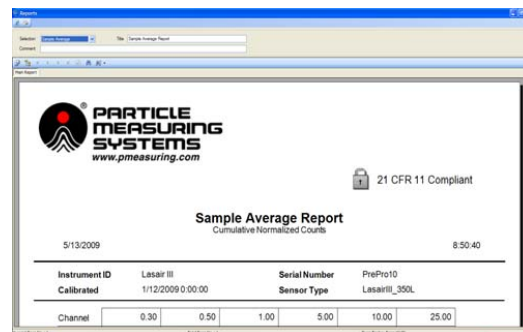 Reports
Selection Sample Average Title Sample Average Report
Comment
Main Report
PARTICLE
MEASURING
SYSTEMS
®
www.pmeasuring.com
21 CFR 11 Compliant
Sample Average Report
Cumulative Normalized Counts
5/13/2009 8:50:40
Instrument ID Lasair III Serial Number PrePro10
Calibrated 1/12/2009 0:00:00 Sensor Type LasairIII_350L
Channel 0.30 0.50 1.00 5.00 10.00 25.00